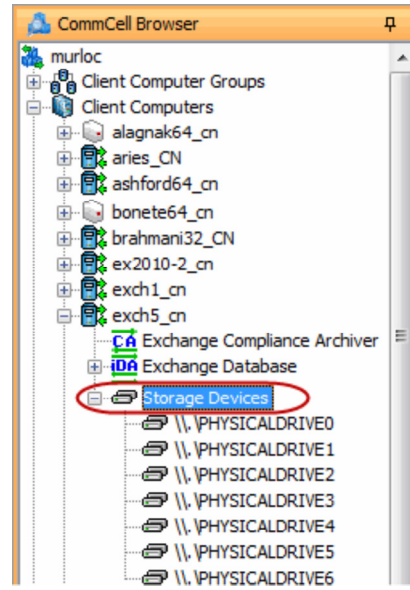 CommCell Browser
murloc
Client Computer Groups
Client Computers
alagnak64_cn
aries_CN
ashford64_cn
bonete64_cn
brahmani32_CN
ex2010-2_cn
exch1_cn
exch5_cn
CA Exchange Compliance Archiver
iDA Exchange Database
Storage Devices
\\.\PHYSICALDRIVE0
\\.\PHYSICALDRIVE1
\\.\PHYSICALDRIVE2
\\.\PHYSICALDRIVE3
\\.\PHYSICALDRIVE4
\\.\PHYSICALDRIVE5
\\.\PHYSICALDRIVE6